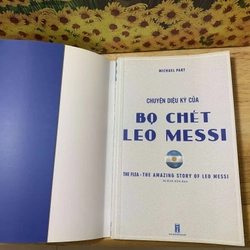 MICHAEL PART
CHUYỆN DIỆU KỲ CỦA
BỌ CHÉT
LEO MESSI
THE FLEA - THE AMAZING STORY OF LEO MESSI